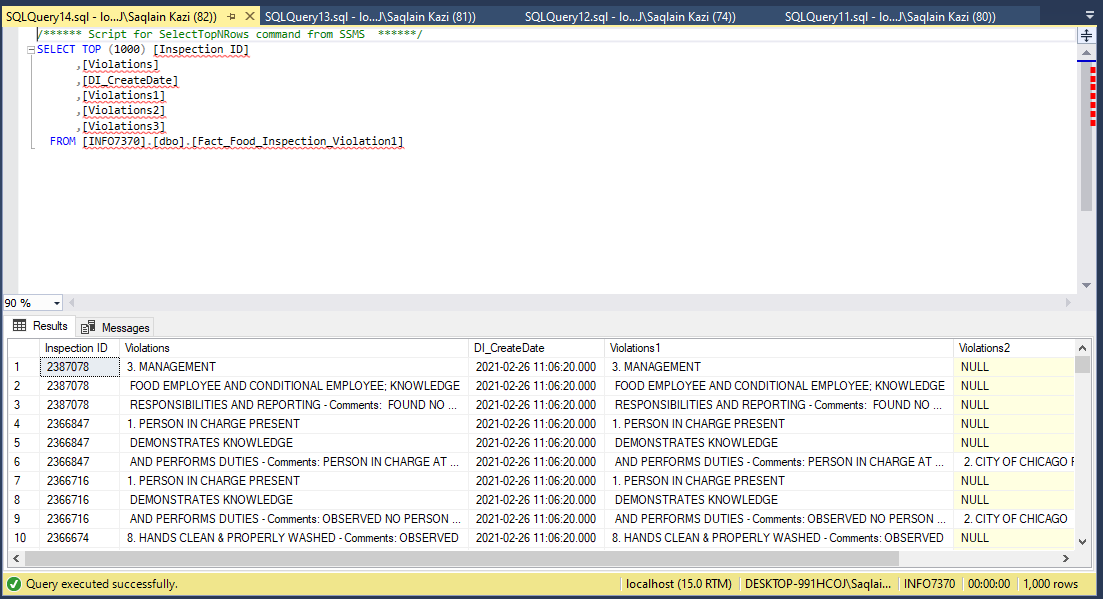 SQLQuery14.sql - lo...J\Saqlain Kazi (82)) SQLQuery13.sql - lo...J\Saqlain Kazi (81)) SQLQuery12.sql - lo...J\Saqlain Kazi (74)) SQLQuery11.sql - lo...J\Saqlain Kazi (80))
/****** Script for SelectTopNRows command from SSMS  ******/
SELECT TOP (1000) [Inspection ID]
,[Violations]
,[DI_CreateDate]
,[Violations1]
,[Violations2]
,[Violations3]
FROM [INFO7370].[dbo].[Fact_Food_Inspection_Violation1]
90 %
Results Messages
Inspection ID Violations DI_CreateDate Violations1 Violations2
1 2387078 3. MANAGEMENT 2021-02-26 11:06:20.000 3. MANAGEMENT NULL
2 2387078 FOOD EMPLOYEE AND CONDITIONAL EMPLOYEE; KNOWLEDGE 2021-02-26 11:06:20.000 FOOD EMPLOYEE AND CONDITIONAL EMPLOYEE; KNOWLEDGE NULL
3 2387078 RESPONSIBILITIES AND REPORTING - Comments:  FOUND NO ... 2021-02-26 11:06:20.000 RESPONSIBILITIES AND REPORTING - Comments:  FOUND NO ... NULL
4 2366847 1. PERSON IN CHARGE PRESENT 2021-02-26 11:06:20.000 1. PERSON IN CHARGE PRESENT NULL
5 2366847 DEMONSTRATES KNOWLEDGE 2021-02-26 11:06:20.000 DEMONSTRATES KNOWLEDGE NULL
6 2366847 AND PERFORMS DUTIES - Comments: PERSON IN CHARGE AT ... 2021-02-26 11:06:20.000 AND PERFORMS DUTIES - Comments: PERSON IN CHARGE AT ... 2. CITY OF CHICAGO
7 2366716 1. PERSON IN CHARGE PRESENT 2021-02-26 11:06:20.000 1. PERSON IN CHARGE PRESENT NULL
8 2366716 DEMONSTRATES KNOWLEDGE 2021-02-26 11:06:20.000 DEMONSTRATES KNOWLEDGE NULL
9 2366716 AND PERFORMS DUTIES - Comments: OBSERVED NO PERSON ... 2021-02-26 11:06:20.000 AND PERFORMS DUTIES - Comments: OBSERVED NO PERSON ... 2. CITY OF CHICAGO
10 2366674 8. HANDS CLEAN & PROPERLY WASHED - Comments: OBSERVED 2021-02-26 11:06:20.000 8. HANDS CLEAN & PROPERLY WASHED - Comments: OBSERVED NULL
Query executed successfully. localhost (15.0 RTM) DESKTOP-991HCOJ\Saqlai... INFO7370 00:00:00 1,000 rows